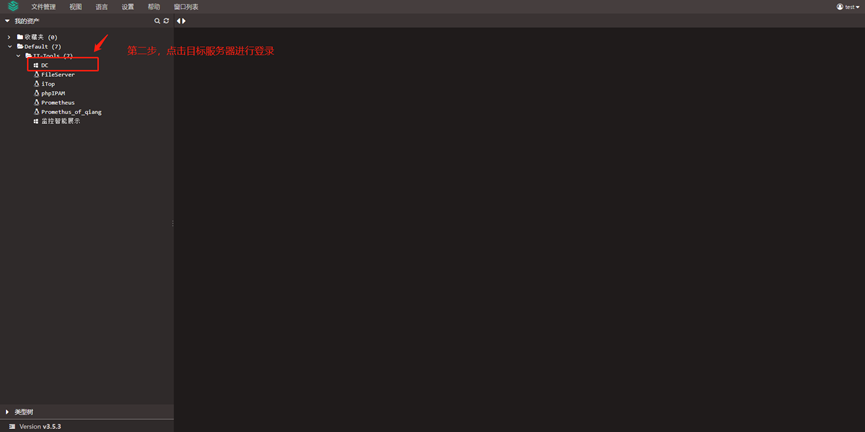 文件管理 视图 语言 设置 帮助 窗口列表 test
我的资产
收藏夹 (0)
Default (7)
IT-Tools (7)
DC
FileServer
iTop
phpIPAM
Prometheus
Promethus_of_qiang
监控智能展示
第二步，点击目标服务器进行登录
类型树
Version v3.5.3